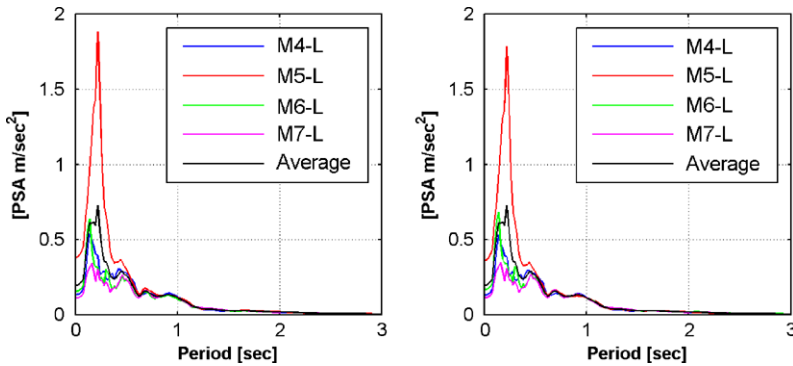 [PSA m/sec²]
2
1.5
1
0.5
0
M4-L
M5-L
M6-L
M7-L
Average
0 1 2 3
Period [sec]
[PSA m/sec²]
2
1.5
1
0.5
0
M4-L
M5-L
M6-L
M7-L
Average
0 1 2 3
Period [sec]